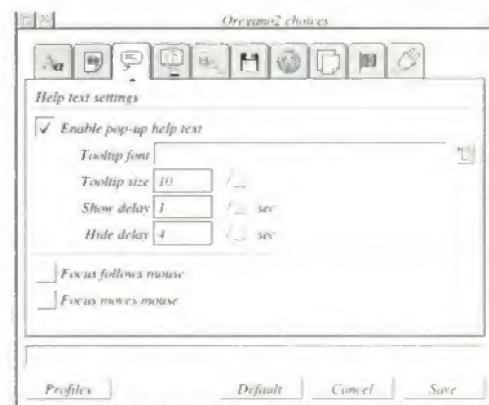 choices
Aa
Help text settings
Enable pop-up help text
Tooltip font
Tooltip size 10
Show delay 1 sec
Hide delay 4 sec
Focus follows mouse
Focus moves mouse
Profiles Default Cancel Save